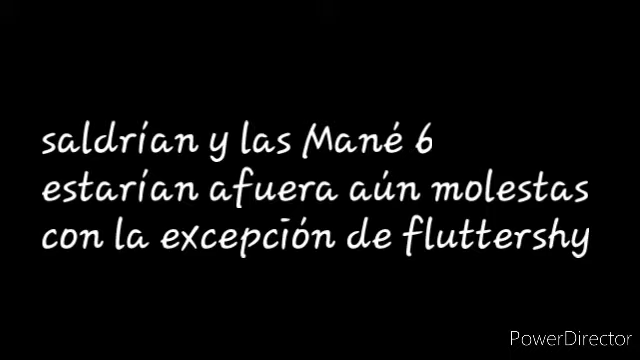 saldrían y las Mané 6
estarían afuera aún molestas
con la excepción de fluttershy
PowerDirector